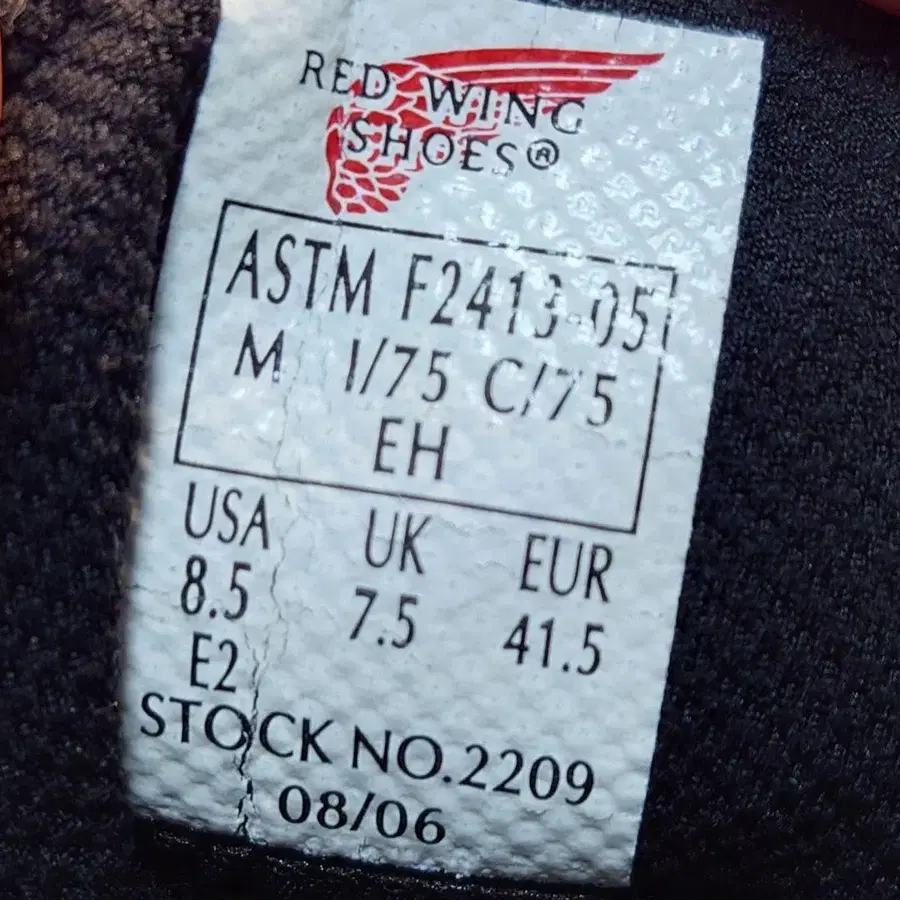 RED WING
SHOES®
ASTM F2413-05
M I/75 C/75
EH
USA UK EUR
8.5 7.5 41.5
E2
STOCK NO.2209
08/06